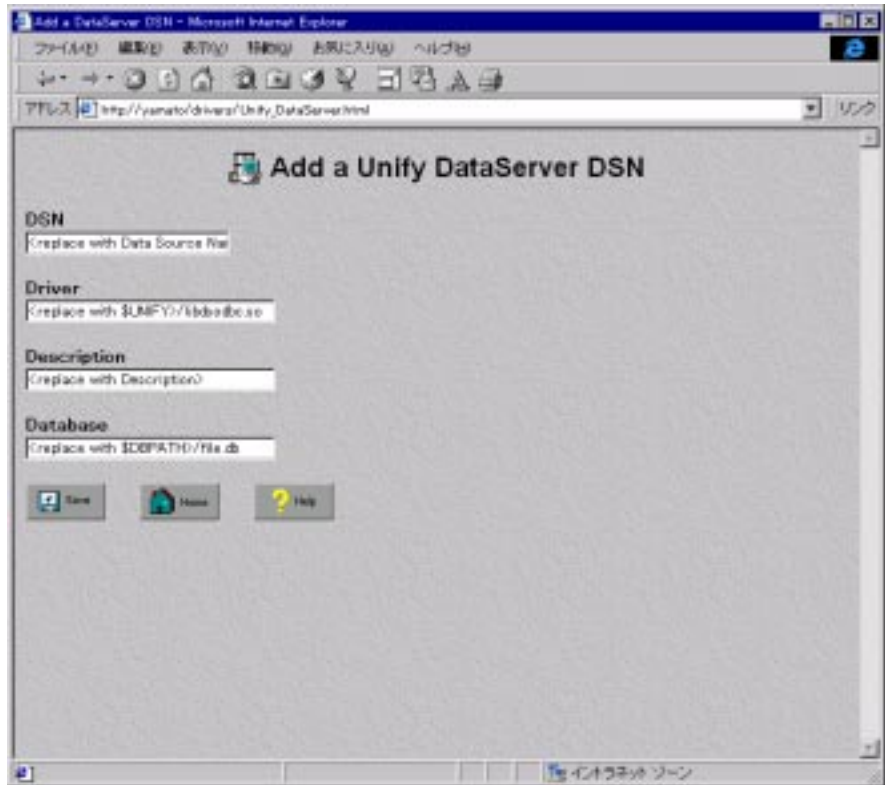 Add a DataServer DSN - Microsoft Internet Explorer
ファイル(F) 編集(E) 表示(V) 移動(G) お気に入り(A) ヘルプ(H)
アドレス http://yamato/drivers/Unify_DataServer.html リンク
Add a Unify DataServer DSN
DSN
<replace with Data Source Nar
Driver
<replace with $UNIFY>/libdsodbc.so
Description
<replace with Description>
Database
<replace with $DBPATH>/file.db
Save Home Help
イントラネット ゾーン